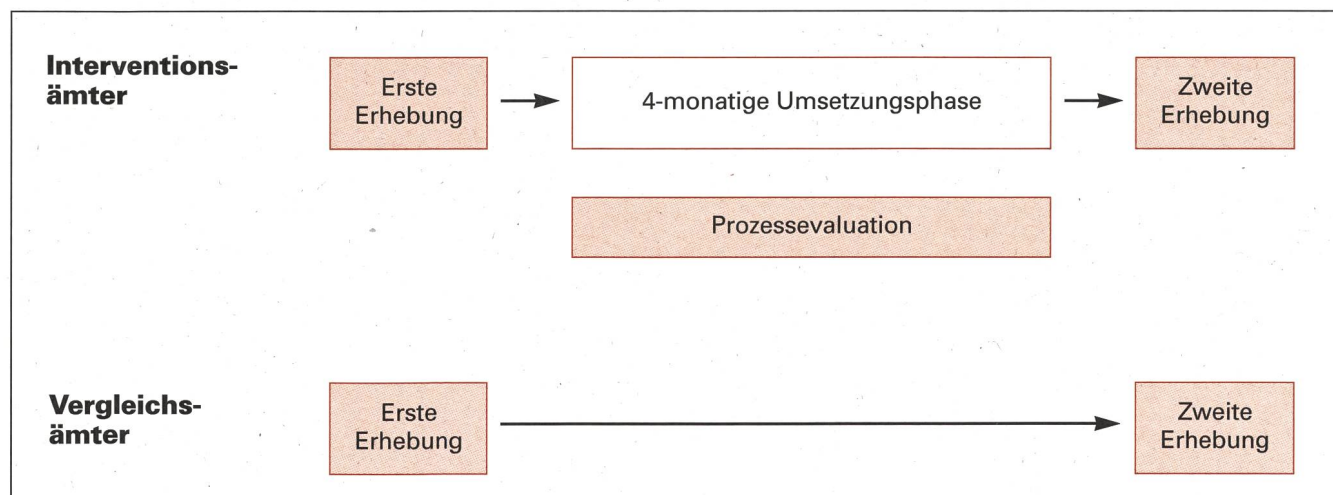 Interventions-
ämter
Erste
Erhebung
4-monatige Umsetzungsphase
Zweite
Erhebung
Prozessevaluation
Vergleichs-
ämter
Erste
Erhebung
Zweite
Erhebung